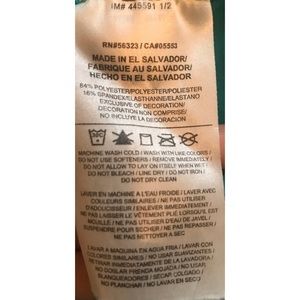 IM# 445591 1/2
RN#56323 / CA#05553
MADE IN EL SALVADOR/
FABRIQUÉ AU SALVADOR/
HECHO EN EL SALVADOR
84% POLYESTER/POLYESTER/POLIESTER
16% SPANDEX/ELASTHANNE/ELASTANO
EXCLUSIVE OF DECORATION/
DECORATION NON COMPRISE/
NO INCLUYE LA DECORACION
MACHINE WASH COLD / WASH WITH LIKE COLORS /
DO NOT USE SOFTENERS / REMOVE IMMEDIATELY /
DO NOT ALLOW TO LAY ON ITSELF WHEN WET /
DO NOT BLEACH / LINE DRY / DO NOT IRON /
DO NOT DRY CLEAN
LAVER EN MACHINE A L'EAU FROIDE / LAVER AVEC
COULEURS SIMILAIRES / NE PAS UTILISER
D'ADOUCISSANT / ENLEVER IMMEDIATEMENT /
NE PAS LAISSER LE VÊTEMENT PLIÉ LORSQU'IL EST
MOUILLÉ / NE PAS UTILISER D'EAU DE JAVEL /
SUSPENDRE POUR SÉCHER / NE PAS REPASSER /
NE PAS NETTOYER À SEC
LAVAR A MAQUINA EN AGUA FRIA / LAVAR CON
COLORES SIMILARES / NO USAR SUAVIZANTES /
RETIRAR INMEDIATAMENTE DE LA LAVADORA /
NO DOBLAR PRENDA MOJADA / NO USAR
BLANQUEADORES / SECAR COLGADO /
NO PLANCHAR / NO LAVAR EN SECO